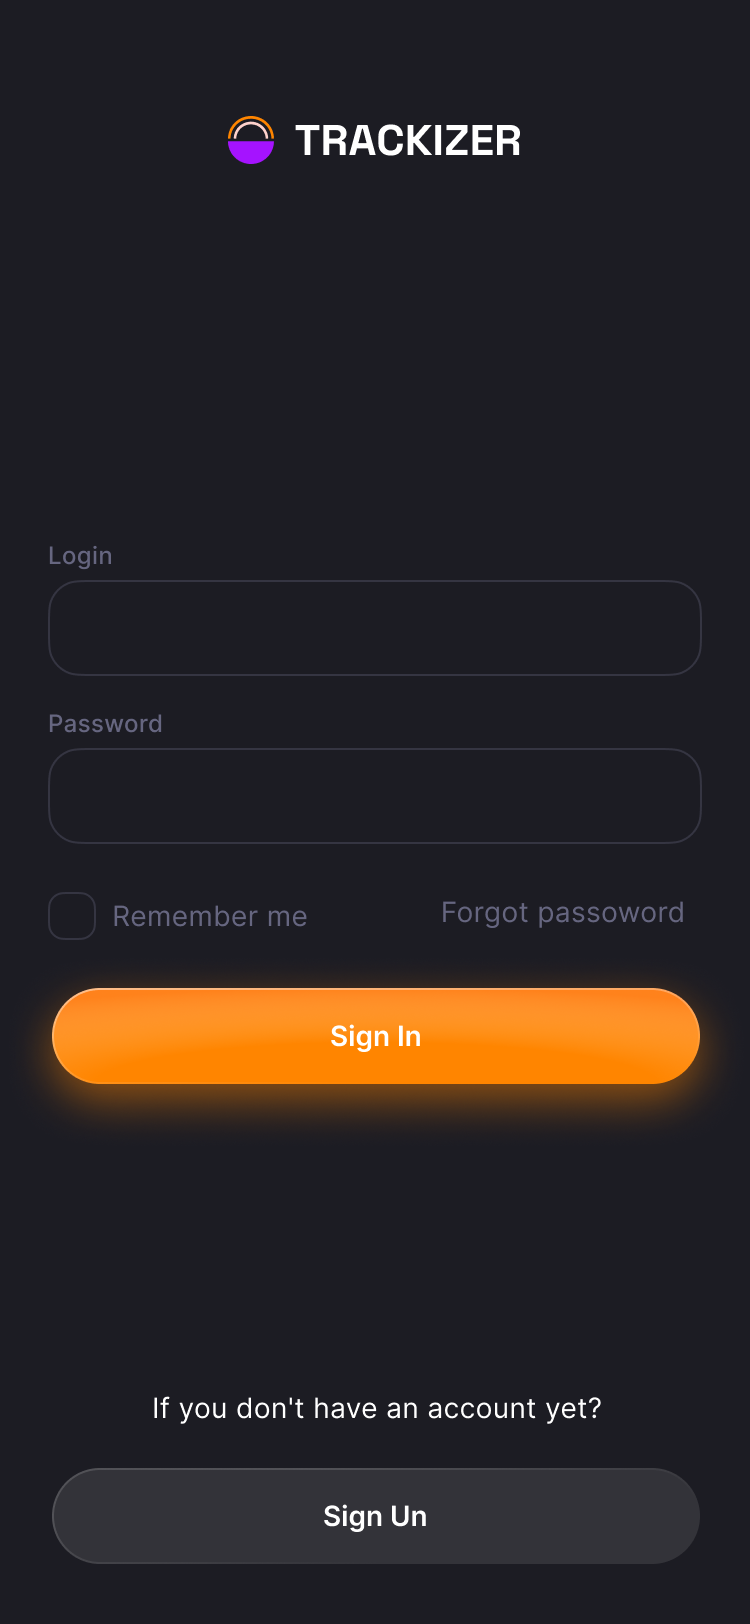 TRACKIZER
Login
Password
Remember me
Forgot passoword
Sign In
If you don't have an account yet?
Sign Un